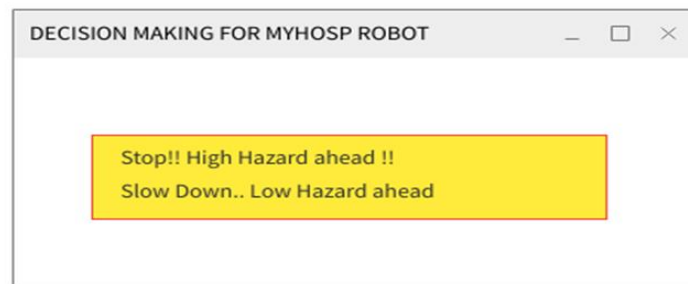 DECISION MAKING FOR MYHOSP ROBOT
Stop!! High Hazard ahead !!
Slow Down.. Low Hazard ahead